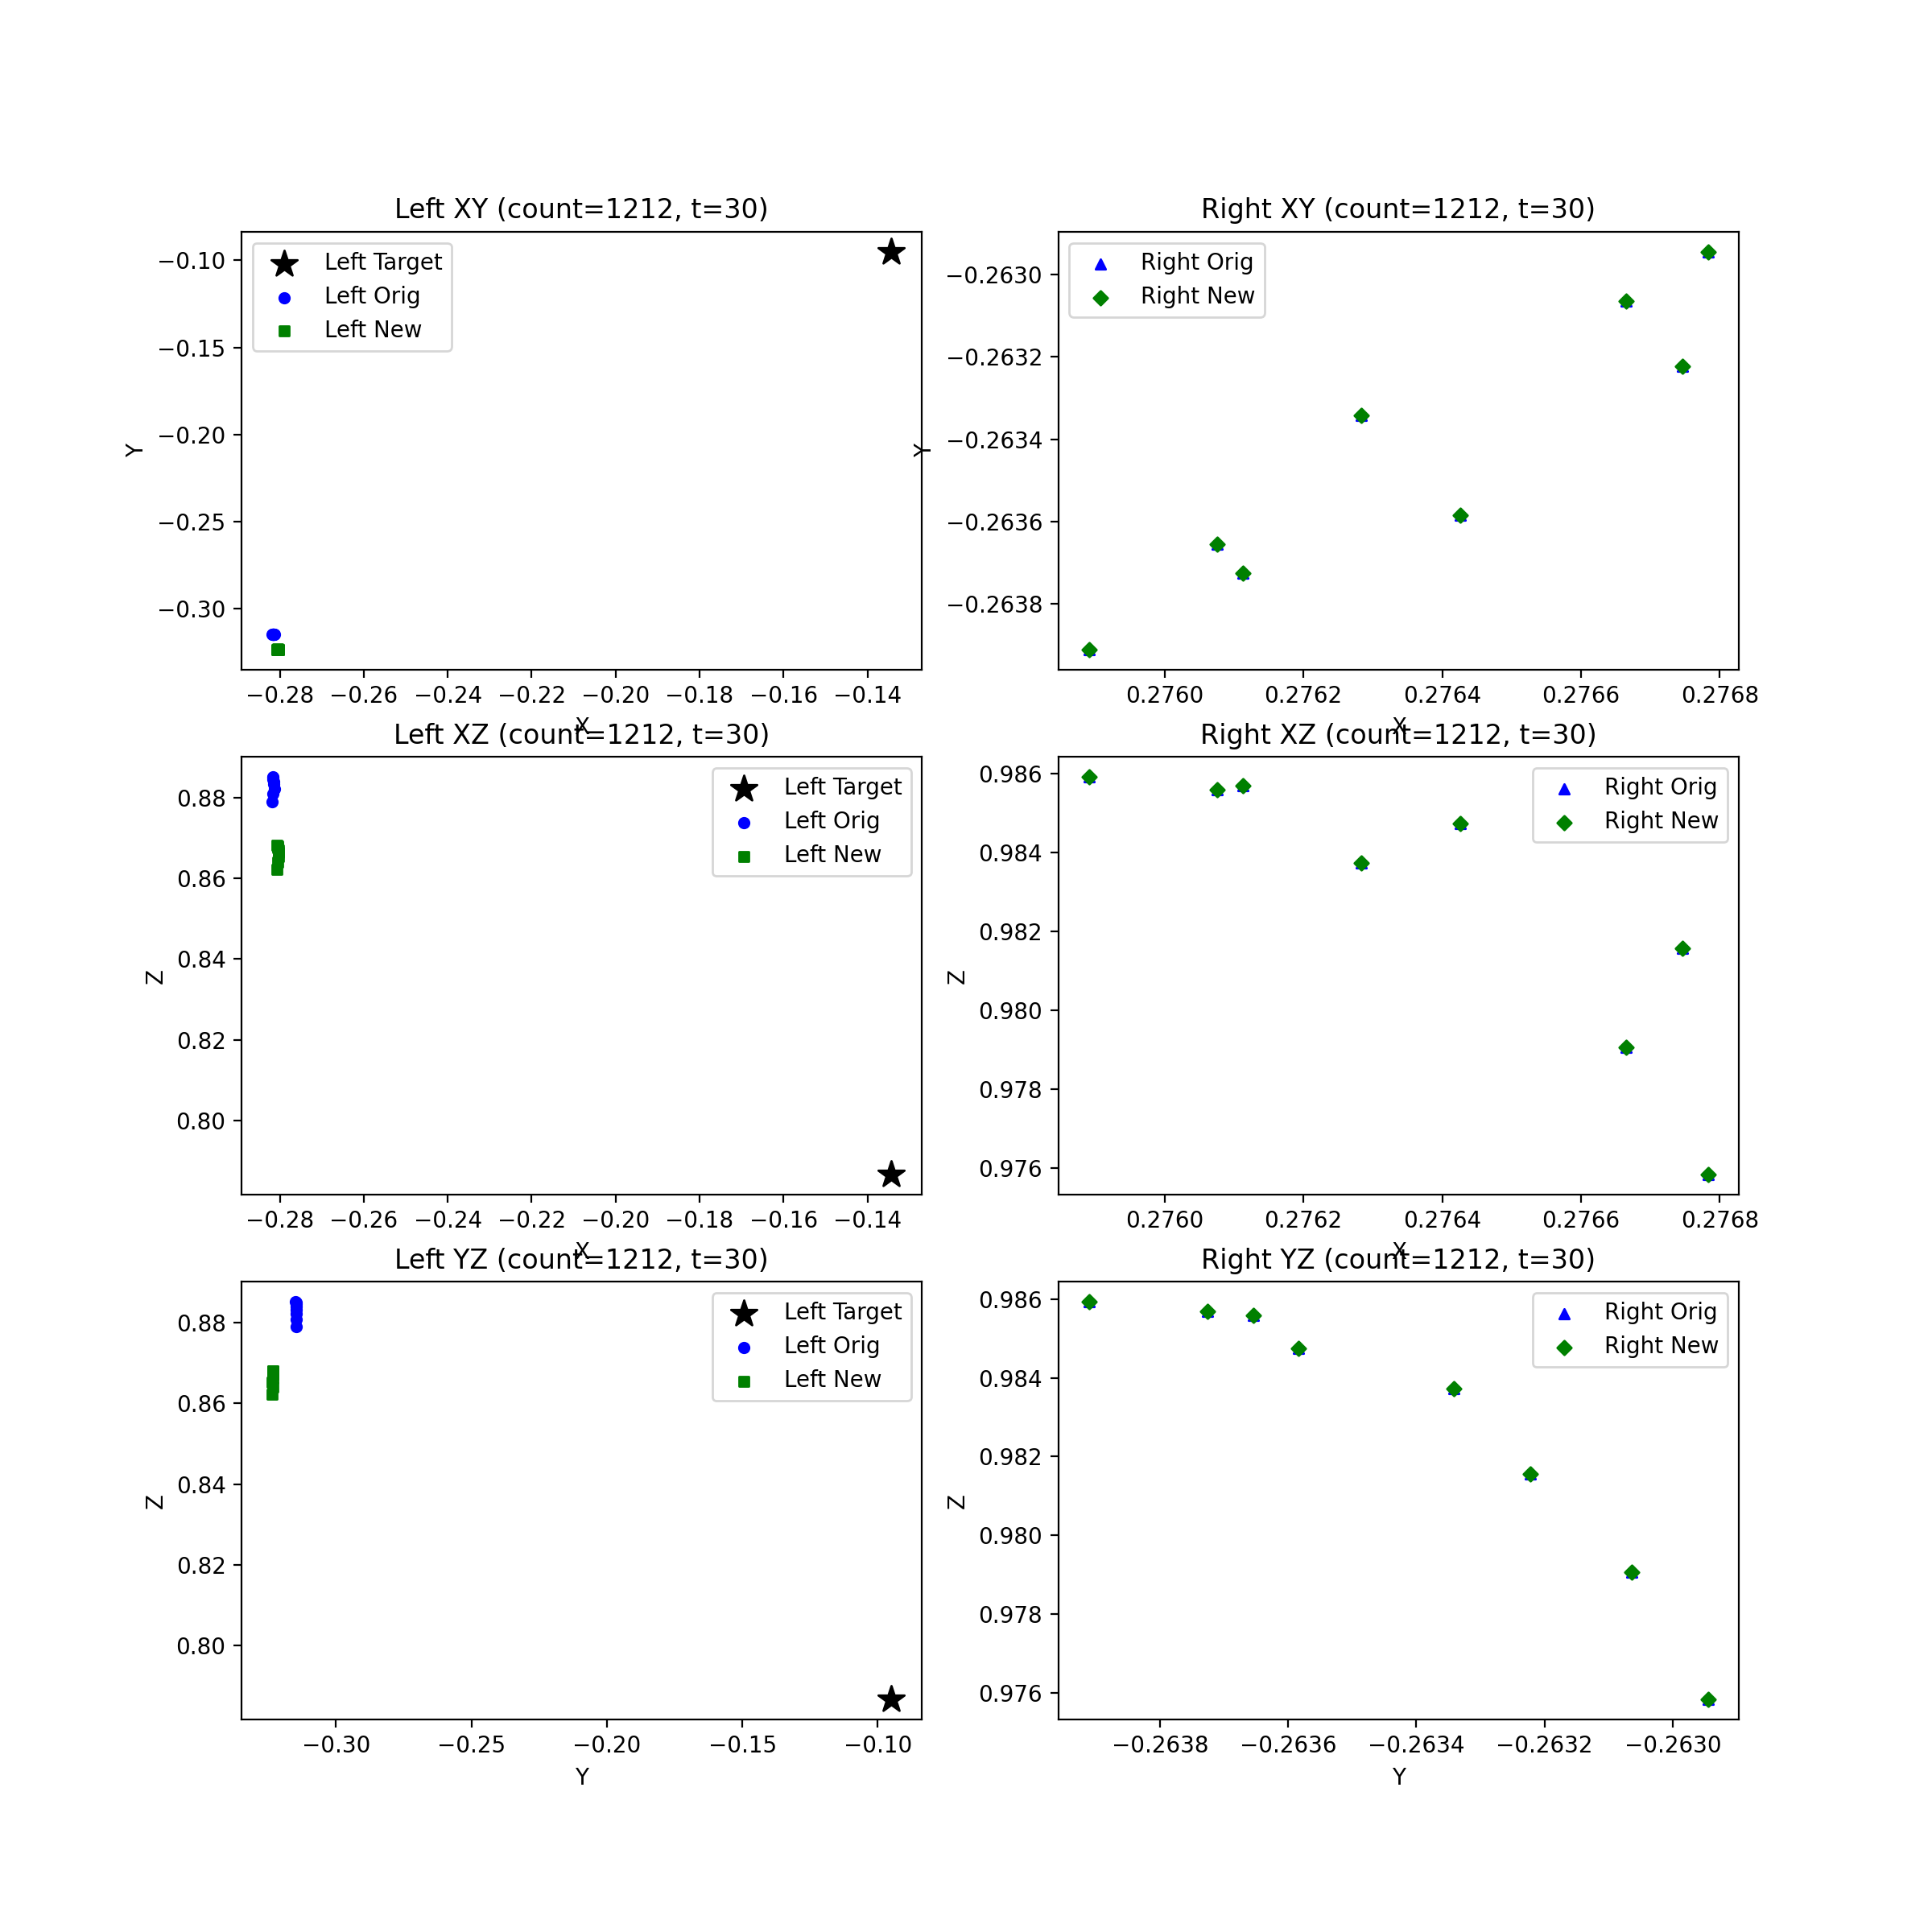 Left XY (count=1212, t=30)
Left Target
Left Orig
Left New
Y
−0.10
−0.15
−0.20
−0.25
−0.30
−0.28
−0.26
−0.24
−0.22
−0.20
−0.18
−0.16
−0.14
X
Right XY (count=1212, t=30)
Right Orig
Right New
Y
−0.2630
−0.2632
−0.2634
−0.2636
−0.2638
0.2760
0.2762
0.2764
0.2766
0.2768
X
Left XZ (count=1212, t=30)
Left Target
Left Orig
Left New
Z
0.88
0.86
0.84
0.82
0.80
−0.28
−0.26
−0.24
−0.22
−0.20
−0.18
−0.16
−0.14
X
Right XZ (count=1212, t=30)
Right Orig
Right New
Z
0.986
0.984
0.982
0.980
0.978
0.976
0.2760
0.2762
0.2764
0.2766
0.2768
X
Left YZ (count=1212, t=30)
Left Target
Left Orig
Left New
Z
0.88
0.86
0.84
0.82
0.80
−0.30
−0.25
−0.20
−0.15
−0.10
Y
Right YZ (count=1212, t=30)
Right Orig
Right New
Z
0.986
0.984
0.982
0.980
0.978
0.976
−0.2638
−0.2636
−0.2634
−0.2632
−0.2630
Y